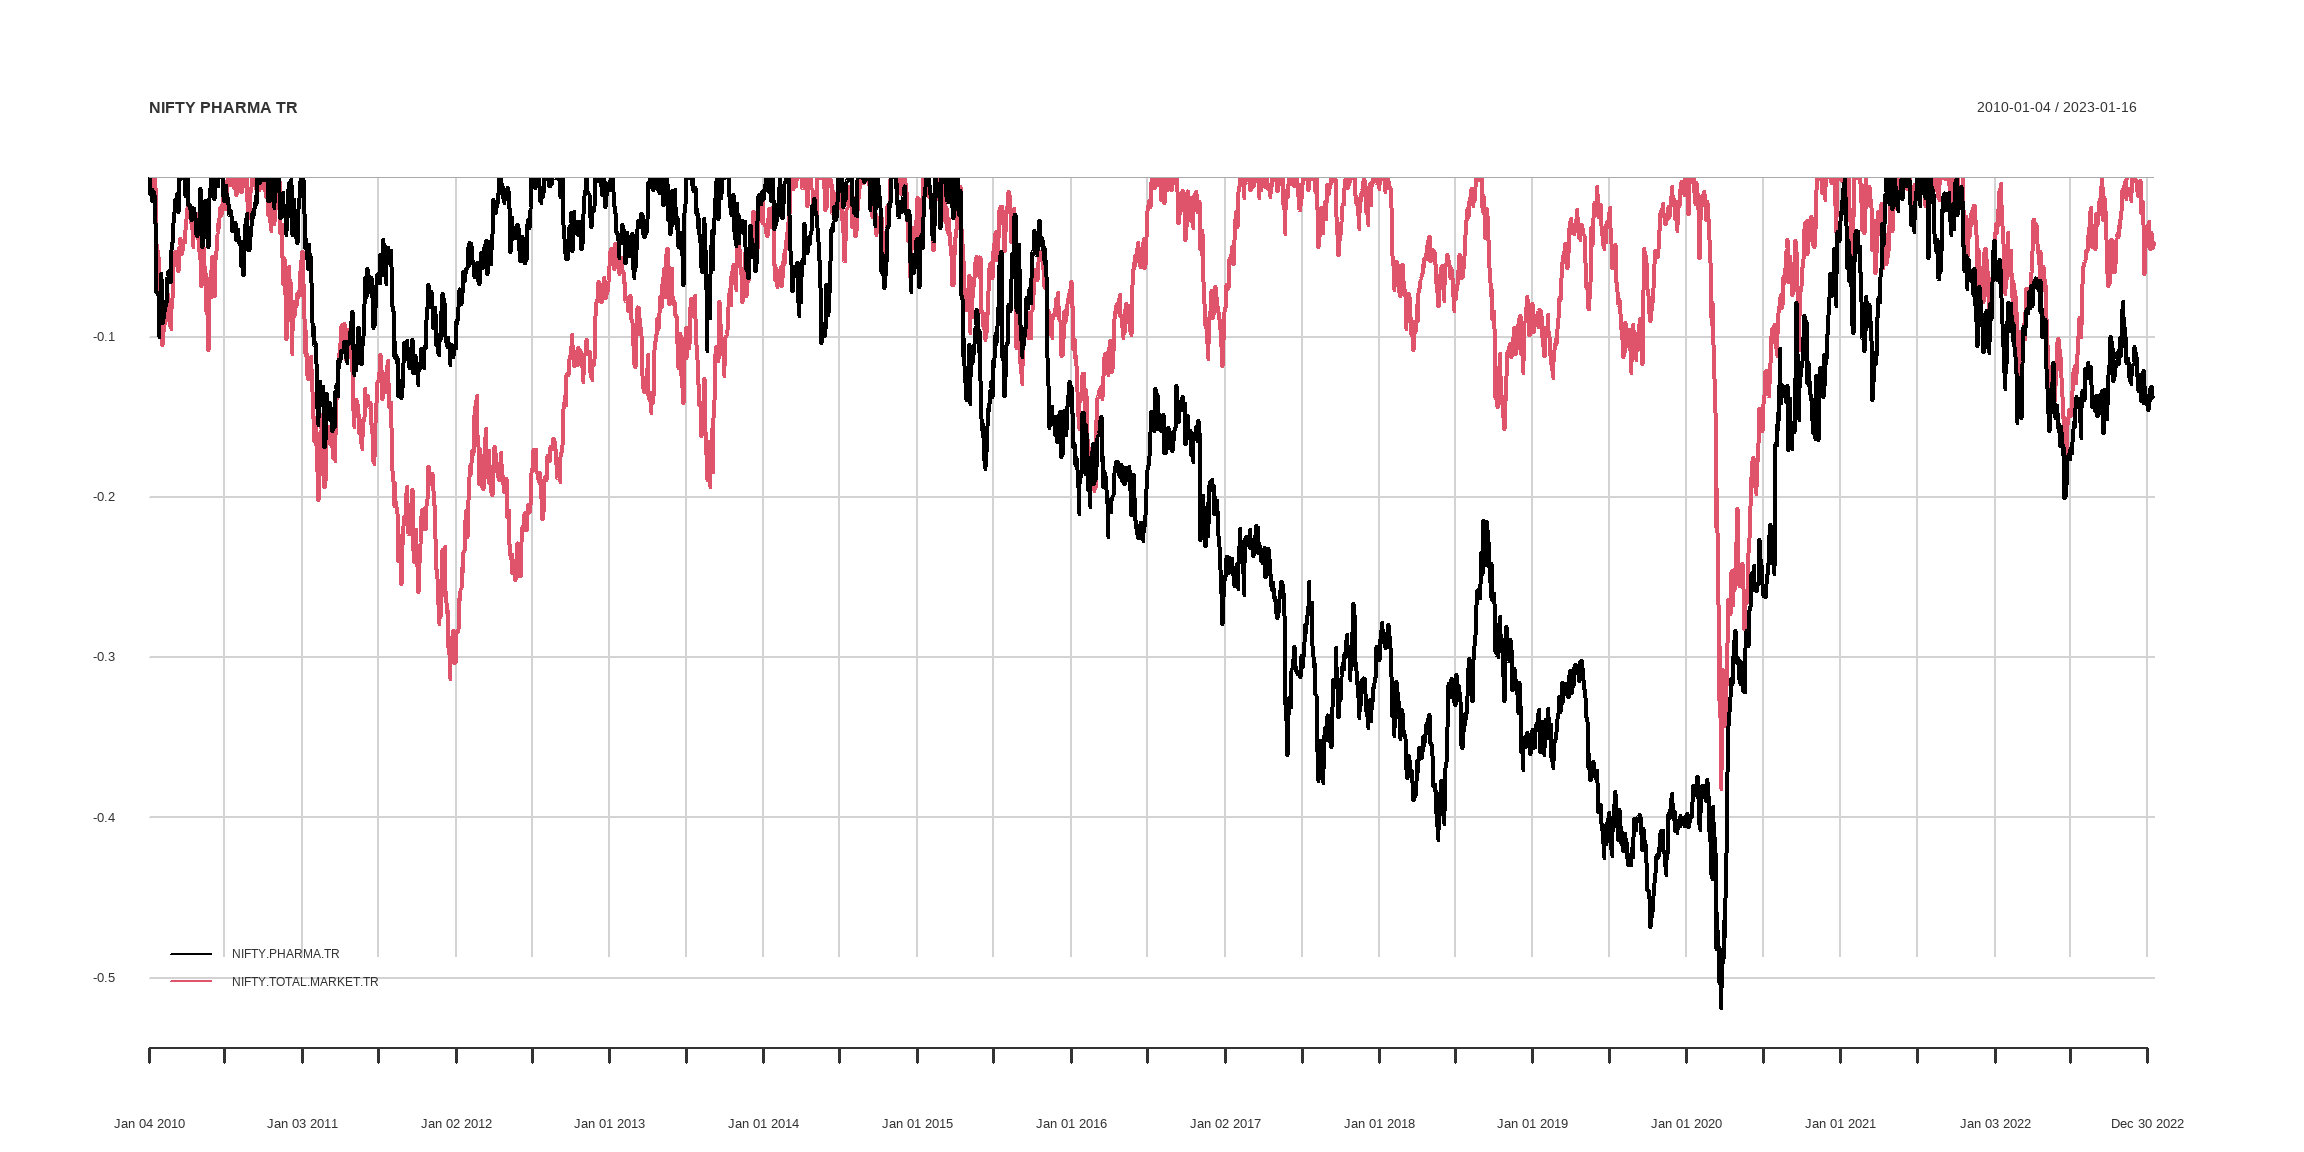 NIFTY PHARMA TR
2010-01-04 / 2023-01-16
-0.1
-0.2
-0.3
-0.4
-0.5
NIFTY.PHARMA.TR
NIFTY.TOTAL.MARKET.TR
Jan 04 2010 Jan 03 2011 Jan 02 2012 Jan 01 2013 Jan 01 2014 Jan 01 2015 Jan 01 2016 Jan 02 2017 Jan 01 2018 Jan 01 2019 Jan 01 2020 Jan 01 2021 Jan 03 2022 Dec 30 2022